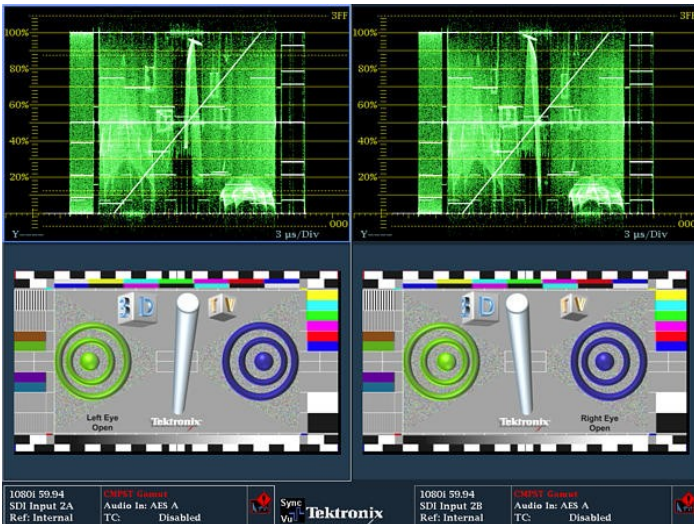 3FF
100%
80%
60%
40%
20%
000
Y----
3 µs/Div
3FF
100%
80%
60%
40%
20%
000
Y----
3 µs/Div
3D
TV
Left Eye
Open
Tektronix
3D
TV
Tektronix
Right Eye
Open
1080i 59.94
SDI Input 2A
Ref: Internal
CMPST Gamut
Audio In: AES A
TC: Disabled
Sync
Vu
Tektronix
1080i 59.94
SDI Input 2B
Ref: Internal
CMPST Gamut
Audio In: AES A
TC: Disabled